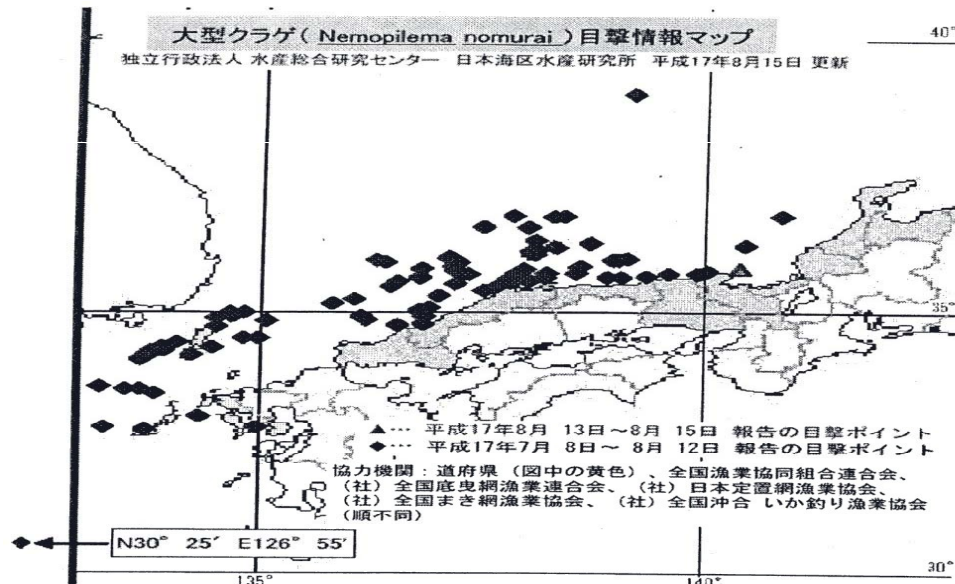 大型クラゲ( Nemopilema nomurai )目撃情報マップ
40°
独立行政法人 水産総合研究センター 日本海区水産研究所 平成17年8月15日 更新
35°
▲··· 平成17年8月 13日～8月 15日 報告の目撃ポイント
◆··· 平成17年7月 8日～ 8月 12日 報告の目撃ポイント
協力機関：道府県（図中の黄色）、全国漁業協同組合連合会、
（社）全国底曳網漁業連合会、（社）日本定置網漁業協会、
（社）全国まき網漁業協会、（社）全国沖合 いか釣り漁業協会
（順不同）
N30° 25′ E126° 55′
30°
135°
140°